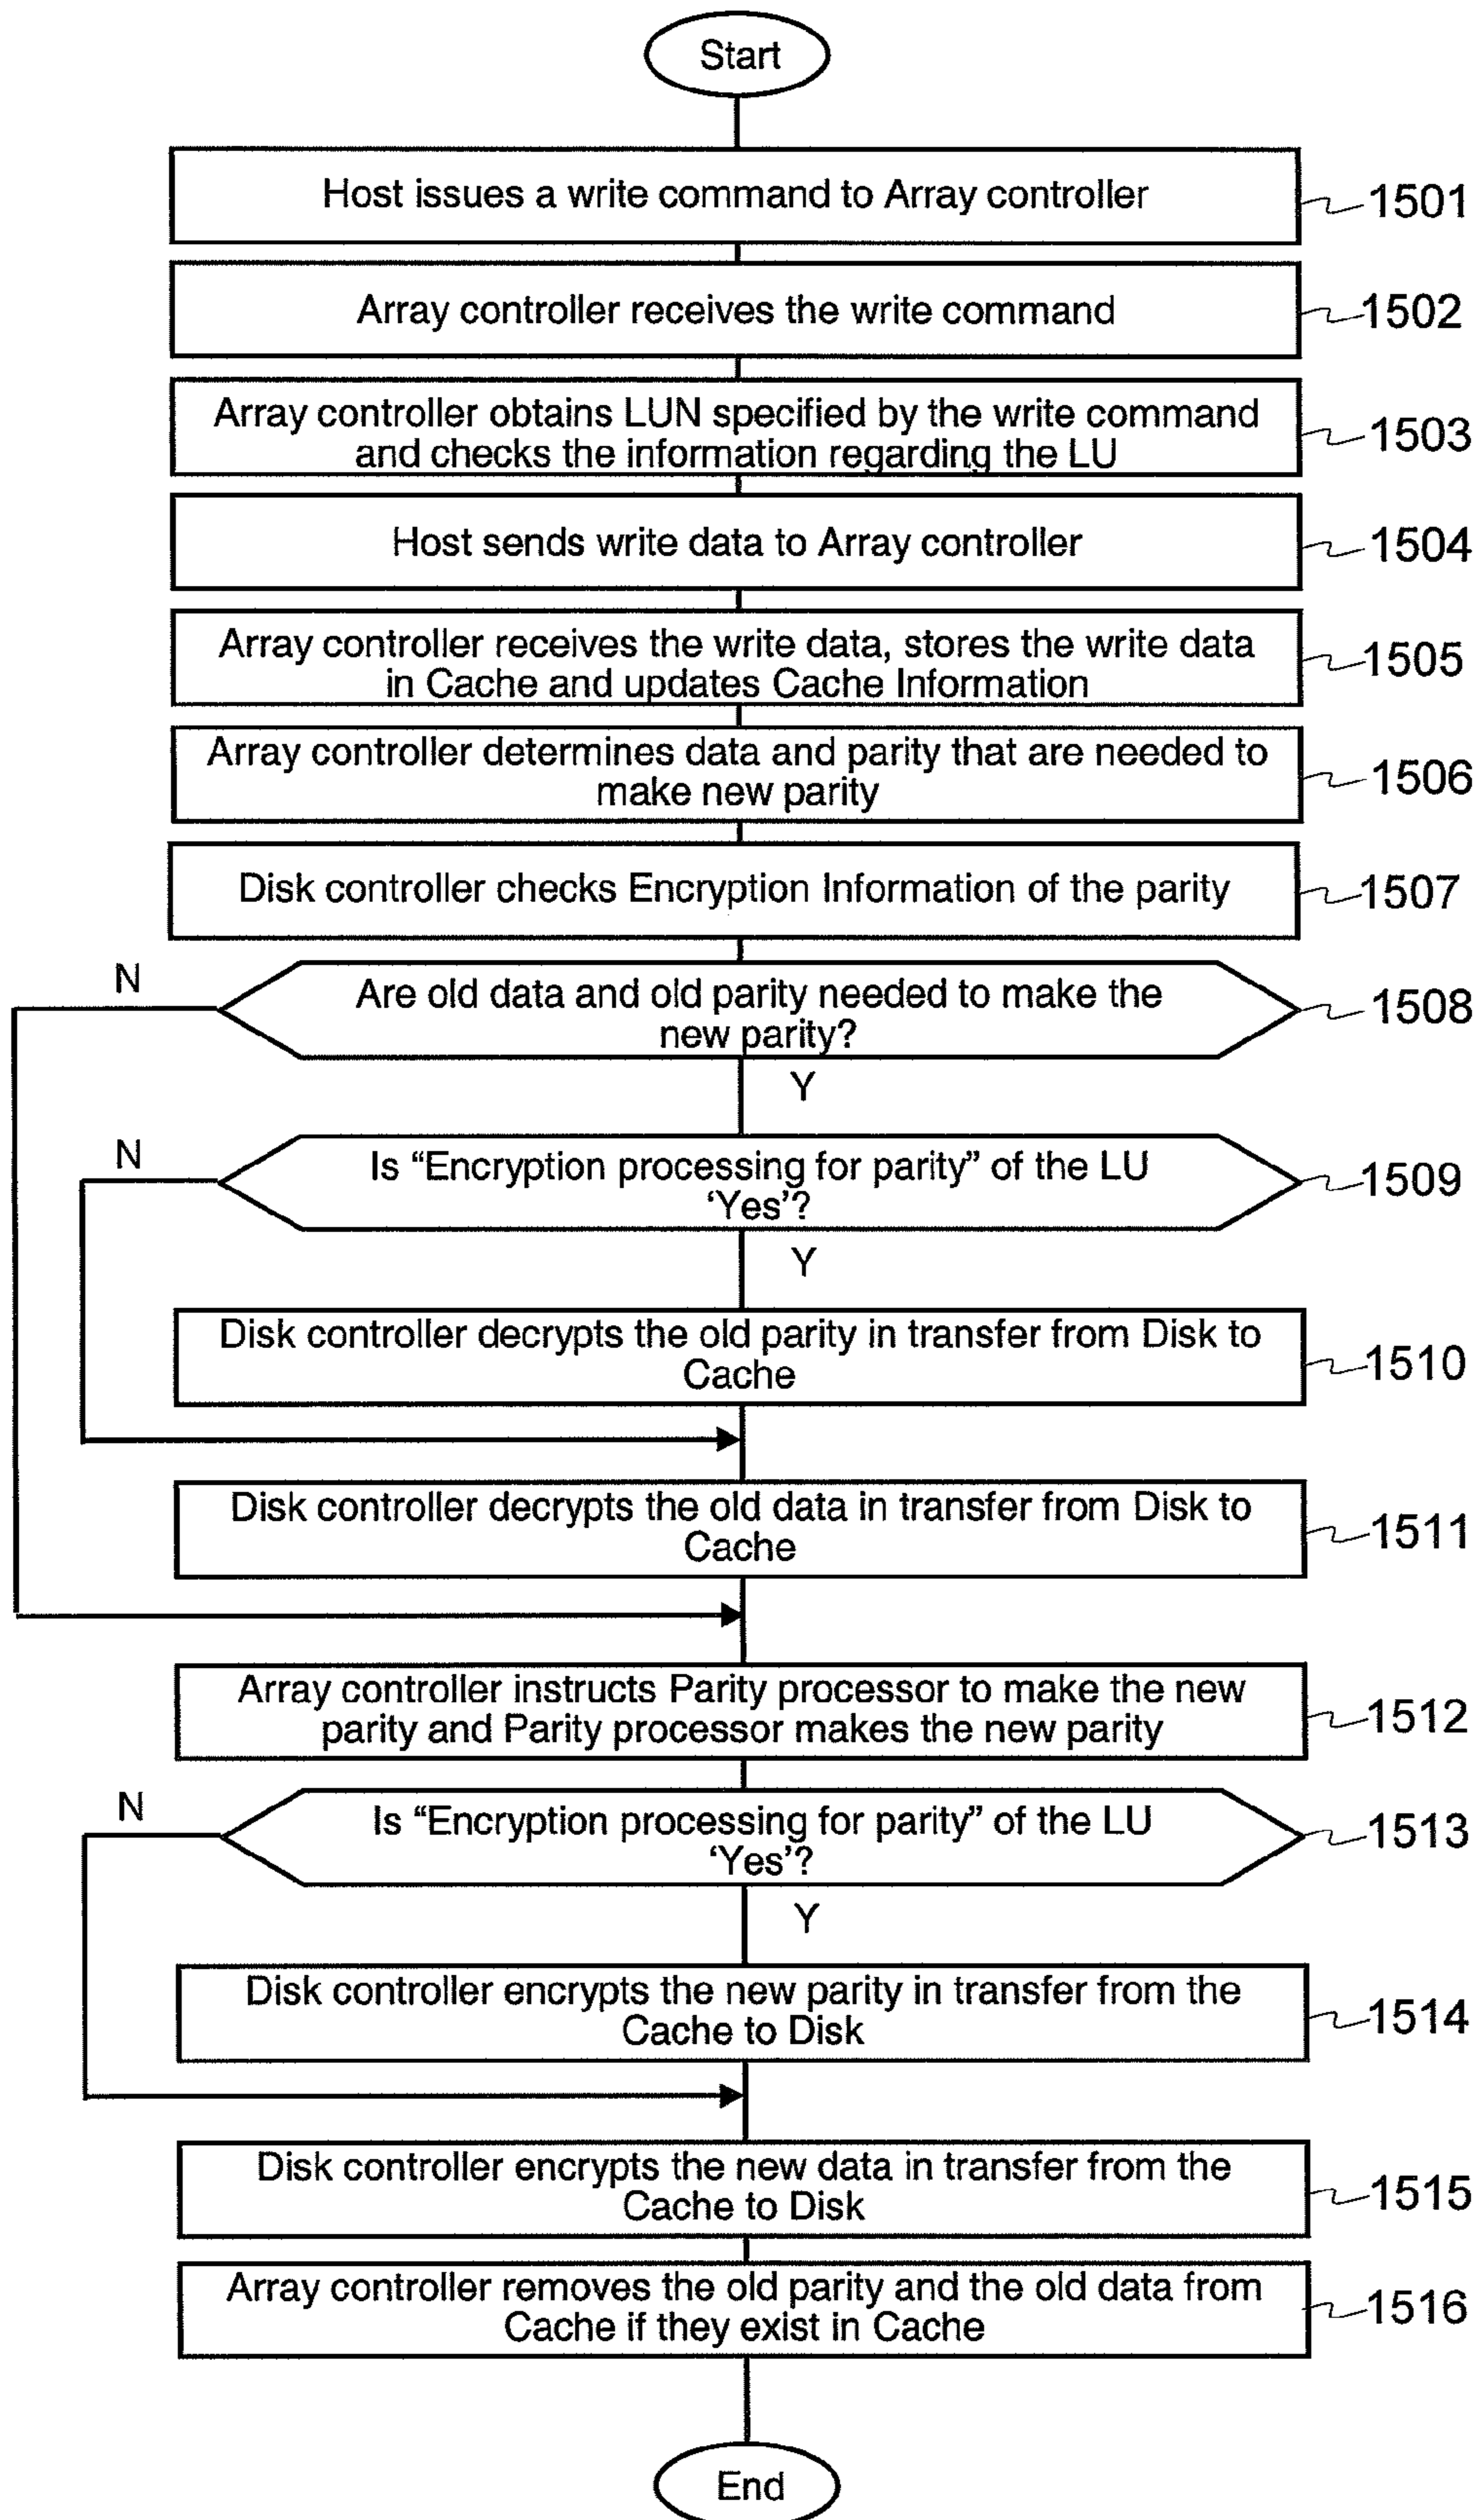 Start
Host issues a write command to Array controller
1501
Array controller receives the write command
1502
Array controller obtains LUN specified by the write command
and checks the information regarding the LU
1503
Host sends write data to Array controller
1504
Array controller receives the write data, stores the write data
in Cache and updates Cache Information
1505
Array controller determines data and parity that are needed to
make new parity
1506
Disk controller checks Encryption Information of the parity
1507
N
Are old data and old parity needed to make the
new parity?
1508
Y
N
Is “Encryption processing for parity” of the LU
‘Yes’?
1509
Y
Disk controller decrypts the old parity in transfer from Disk to
Cache
1510
Disk controller decrypts the old data in transfer from Disk to
Cache
1511
Array controller instructs Parity processor to make the new
parity and Parity processor makes the new parity
1512
N
Is “Encryption processing for parity” of the LU
‘Yes’?
1513
Y
Disk controller encrypts the new parity in transfer from the
Cache to Disk
1514
Disk controller encrypts the new data in transfer from the
Cache to Disk
1515
Array controller removes the old parity and the old data from
Cache if they exist in Cache
1516
End